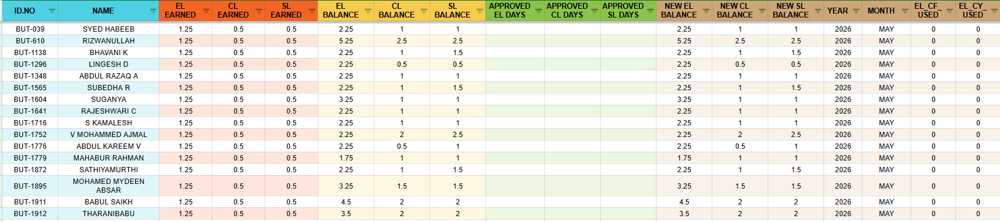 ID.NO NAME EL EARNED CL EARNED SL EARNED EL BALANCE CL BALANCE SL BALANCE APPROVED EL DAYS APPROVED CL DAYS APPROVED SL DAYS NEW EL BALANCE NEW CL BALANCE NEW SL BALANCE YEAR MONTH EL_CF_USED EL_CY_USED
BUT-039 SYED HABEEB 1.25 0.5 0.5 2.25 1 1 2.25 1 1 2026 MAY 0 0
BUT-610 RIZWANULLAH 1.25 0.5 0.5 5.25 2.5 2.5 5.25 2.5 2.5 2026 MAY 0 0
BUT-1138 BHAVANI K 1.25 0.5 0.5 2.25 1 1.5 2.25 1 1.5 2026 MAY 0 0
BUT-1296 LINGESH D 1.25 0.5 0.5 2.25 0.5 0.5 2.25 0.5 0.5 2026 MAY 0 0
BUT-1348 ABDUL RAZAQ A 1.25 0.5 0.5 2.25 1 1 2.25 1 1 2026 MAY 0 0
BUT-1565 SUBEDHA R 1.25 0.5 0.5 2.25 1 1.5 2.25 1 1.5 2026 MAY 0 0
BUT-1604 SUGANYA 1.25 0.5 0.5 3.25 1 1 3.25 1 1 2026 MAY 0 0
BUT-1641 RAJESHWARI C 1.25 0.5 0.5 2.25 1 1 2.25 1 1 2026 MAY 0 0
BUT-1716 S KAMALESH 1.25 0.5 0.5 2.25 1 1 2.25 1 1 2026 MAY 0 0
BUT-1752 V MOHAMMED AJMAL 1.25 0.5 0.5 2.25 2 2.5 2.25 2 2.5 2026 MAY 0 0
BUT-1776 ABDUL KAREEM V 1.25 0.5 0.5 2.25 0.5 1 2.25 0.5 1 2026 MAY 0 0
BUT-1779 MAHABUR RAHMAN 1.25 0.5 0.5 1.75 1 1 1.75 1 1 2026 MAY 0 0
BUT-1872 SATHIYAMURTHI 1.25 0.5 0.5 2.25 1 1.5 2.25 1 1.5 2026 MAY 0 0
BUT-1895 MOHAMED MYDEEN ABSAR 1.25 0.5 0.5 3.25 1.5 1.5 3.25 1.5 1.5 2026 MAY 0 0
BUT-1911 BABUL SAIKH 1.25 0.5 0.5 4.5 2 2 4.5 2 2 2026 MAY 0 0
BUT-1912 THARANIBABU 1.25 0.5 0.5 3.5 2 2 3.5 2 2 2026 MAY 0 0